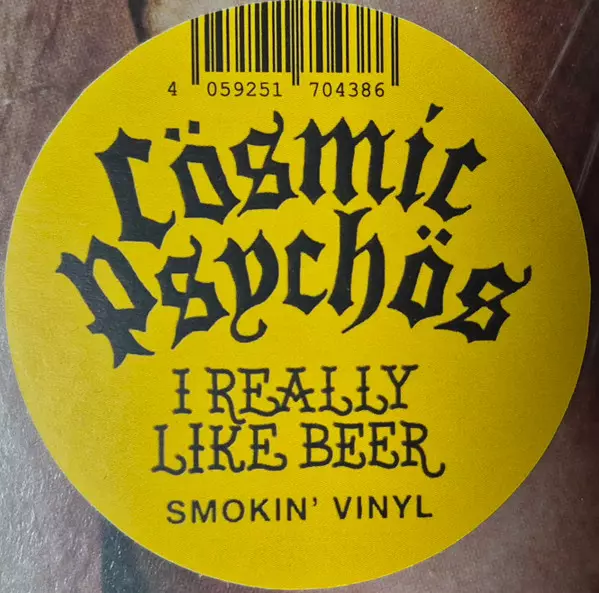 4 059251 704386
Cösmic
Psychös
I REALLY
LIKE BEER
SMOKIN' VINYL